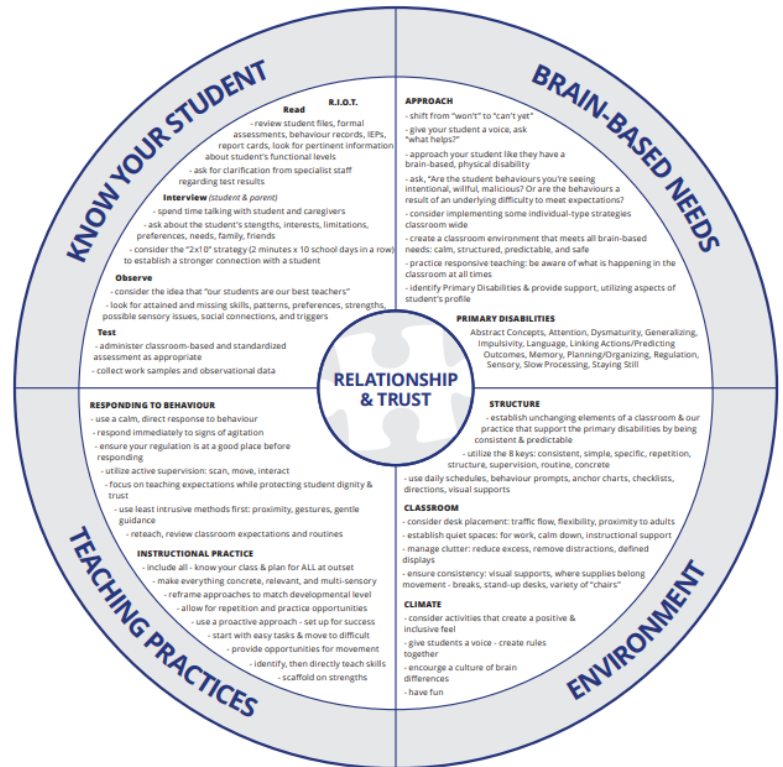 KNOW YOUR STUDENT
R.I.O.T.
Read
- review student files, formal
assessments, behaviour records, IEPs,
report cards, look for pertinent information
about student's functional levels
- ask for clarification from specialist staff
regarding test results
Interview (student & parent)
- spend time talking with student and caregivers
- ask about the student's stengths, interests, limitations,
preferences, needs, family, friends
- consider the "2x10" strategy (2 minutes x 10 school days in a row)
to establish a stronger connection with a student
Observe
- consider the idea that "our students are our best teachers"
- look for attained and missing skills, patterns, preferences, strengths,
possible sensory issues, social connections, and triggers
Test
- administer classroom-based and standardized
assessment as appropriate
- collect work samples and observational data
BRAIN-BASED NEEDS
APPROACH
- shift from "won't" to "can't yet"
- give your student a voice, ask
"what helps?"
- approach your student like they have a
brain-based, physical disability
- ask, "Are the student behaviours you're seeing
intentional, willful, malicious? Or are the behaviours a
result of an underlying difficulty to meet expectations?
- consider implementing some individual-type strategies
classroom wide
- create a classroom environment that meets all brain-based
needs: calm, structured, predictable, and safe
- practice responsive teaching: be aware of what is happening in the
classroom at all times
- identify Primary Disabilities & provide support, utilizing aspects of
student's profile
PRIMARY DISABILITIES
Abstract Concepts, Attention, Dysmaturity, Generalizing,
Impulsivity, Language, Linking Actions/Predicting
Outcomes, Memory, Planning/Organizing, Regulation,
Sensory, Slow Processing, Staying Still
RELATIONSHIP
& TRUST
RESPONDING TO BEHAVIOUR
- use a calm, direct response to behaviour
- respond immediately to signs of agitation
- ensure your regulation is at a good place before
responding
- utilize active supervision: scan, move, interact
- focus on teaching expectations while protecting student dignity &
trust
- use least intrusive methods first: proximity, gestures, gentle
guidance
- reteach, review classroom expectations and routines
INSTRUCTIONAL PRACTICE
- include all - know your class & plan for ALL at outset
- make everything concrete, relevant, and multi-sensory
- reframe approaches to match developmental level
- allow for repetition and practice opportunities
- use a proactive approach - set up for success
- start with easy tasks & move to difficult
- provide opportunities for movement
- identify, then directly teach skills
- scaffold on strengths
TEACHING PRACTICES
STRUCTURE
- establish unchanging elements of a classroom & our
practice that support the primary disabilities by being
consistent & predictable
- utilize the 8 keys: consistent, simple, specific, repetition,
structure, supervision, routine, concrete
- use daily schedules, behaviour prompts, anchor charts, checklists,
directions, visual supports
CLASSROOM
- consider desk placement: traffic flow, flexibility, proximity to adults
- establish quiet spaces: for work, calm down, instructional support
- manage clutter: reduce excess, remove distractions, defined
displays
- ensure consistency: visual supports, where supplies belong
movement - breaks, stand-up desks, variety of "chairs"
CLIMATE
- consider activities that create a positive &
inclusive feel
- give students a voice - create rules
together
- encourge a culture of brain
differences
- have fun
ENVIRONMENT